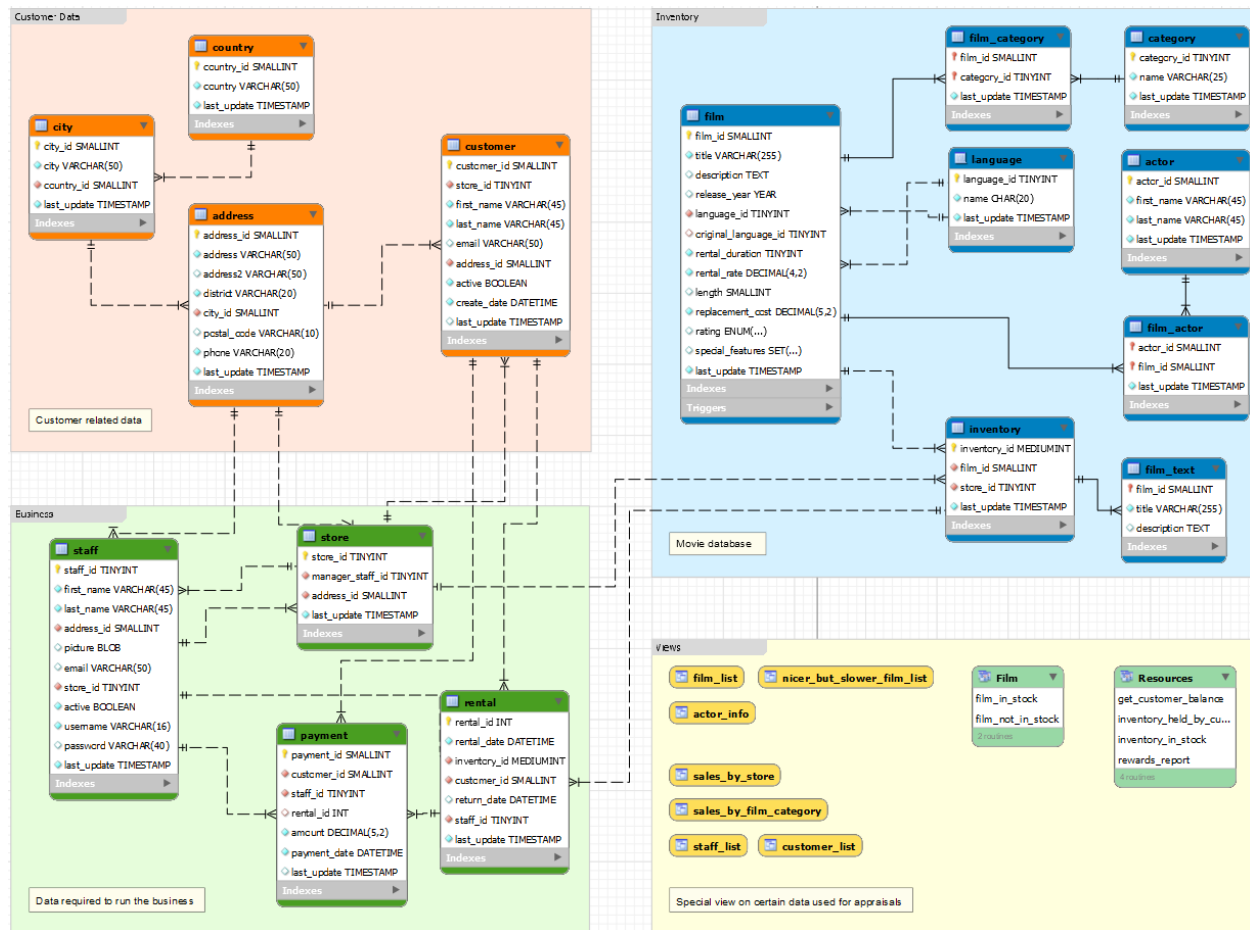 Customer Data
country
country_id SMALLINT
country VARCHAR(50)
last_update TIMESTAMP
Indexes
city
city_id SMALLINT
city VARCHAR(50)
country_id SMALLINT
last_update TIMESTAMP
Indexes
customer
customer_id SMALLINT
store_id TINYINT
first_name VARCHAR(45)
last_name VARCHAR(45)
email VARCHAR(50)
address_id SMALLINT
active BOOLEAN
create_date DATETIME
last_update TIMESTAMP
Indexes
address
address_id SMALLINT
address VARCHAR(50)
address2 VARCHAR(50)
district VARCHAR(20)
city_id SMALLINT
postal_code VARCHAR(10)
phone VARCHAR(20)
last_update TIMESTAMP
Indexes
Customer related data
Inventory
film_category
film_id SMALLINT
category_id TINYINT
last_update TIMESTAMP
Indexes
category
category_id TINYINT
name VARCHAR(25)
last_update TIMESTAMP
Indexes
film
film_id SMALLINT
title VARCHAR(255)
description TEXT
release_year YEAR
language_id TINYINT
original_language_id TINYINT
rental_duration TINYINT
rental_rate DECIMAL(4,2)
length SMALLINT
replacement_cost DECIMAL(5,2)
rating ENUM(...)
special_features SET(...)
last_update TIMESTAMP
Indexes
Triggers
language
language_id TINYINT
name CHAR(20)
last_update TIMESTAMP
Indexes
actor
actor_id SMALLINT
first_name VARCHAR(45)
last_name VARCHAR(45)
last_update TIMESTAMP
Indexes
film_actor
actor_id SMALLINT
film_id SMALLINT
last_update TIMESTAMP
Indexes
inventory
inventory_id MEDIUMINT
film_id SMALLINT
store_id TINYINT
last_update TIMESTAMP
Indexes
film_text
film_id SMALLINT
title VARCHAR(255)
description TEXT
Indexes
Movie database
Business
staff
staff_id TINYINT
first_name VARCHAR(45)
last_name VARCHAR(45)
address_id SMALLINT
picture BLOB
email VARCHAR(50)
store_id TINYINT
active BOOLEAN
username VARCHAR(16)
password VARCHAR(40)
last_update TIMESTAMP
Indexes
store
store_id TINYINT
manager_staff_id TINYINT
address_id SMALLINT
last_update TIMESTAMP
Indexes
payment
payment_id SMALLINT
customer_id SMALLINT
staff_id TINYINT
rental_id INT
amount DECIMAL(5,2)
payment_date DATETIME
last_update TIMESTAMP
Indexes
rental
rental_id INT
rental_date DATETIME
inventory_id MEDIUMINT
customer_id SMALLINT
return_date DATETIME
staff_id TINYINT
last_update TIMESTAMP
Indexes
Data required to run the business
Views
film_list
nicer_but_slower_film_list
actor_info
sales_by_store
sales_by_film_category
staff_list
customer_list
Film
film_in_stock
film_not_in_stock
2 routines
Resources
get_customer_balance
inventory_held_by_cu...
inventory_in_stock
rewards_report
4 routines
Special view on certain data used for appraisals